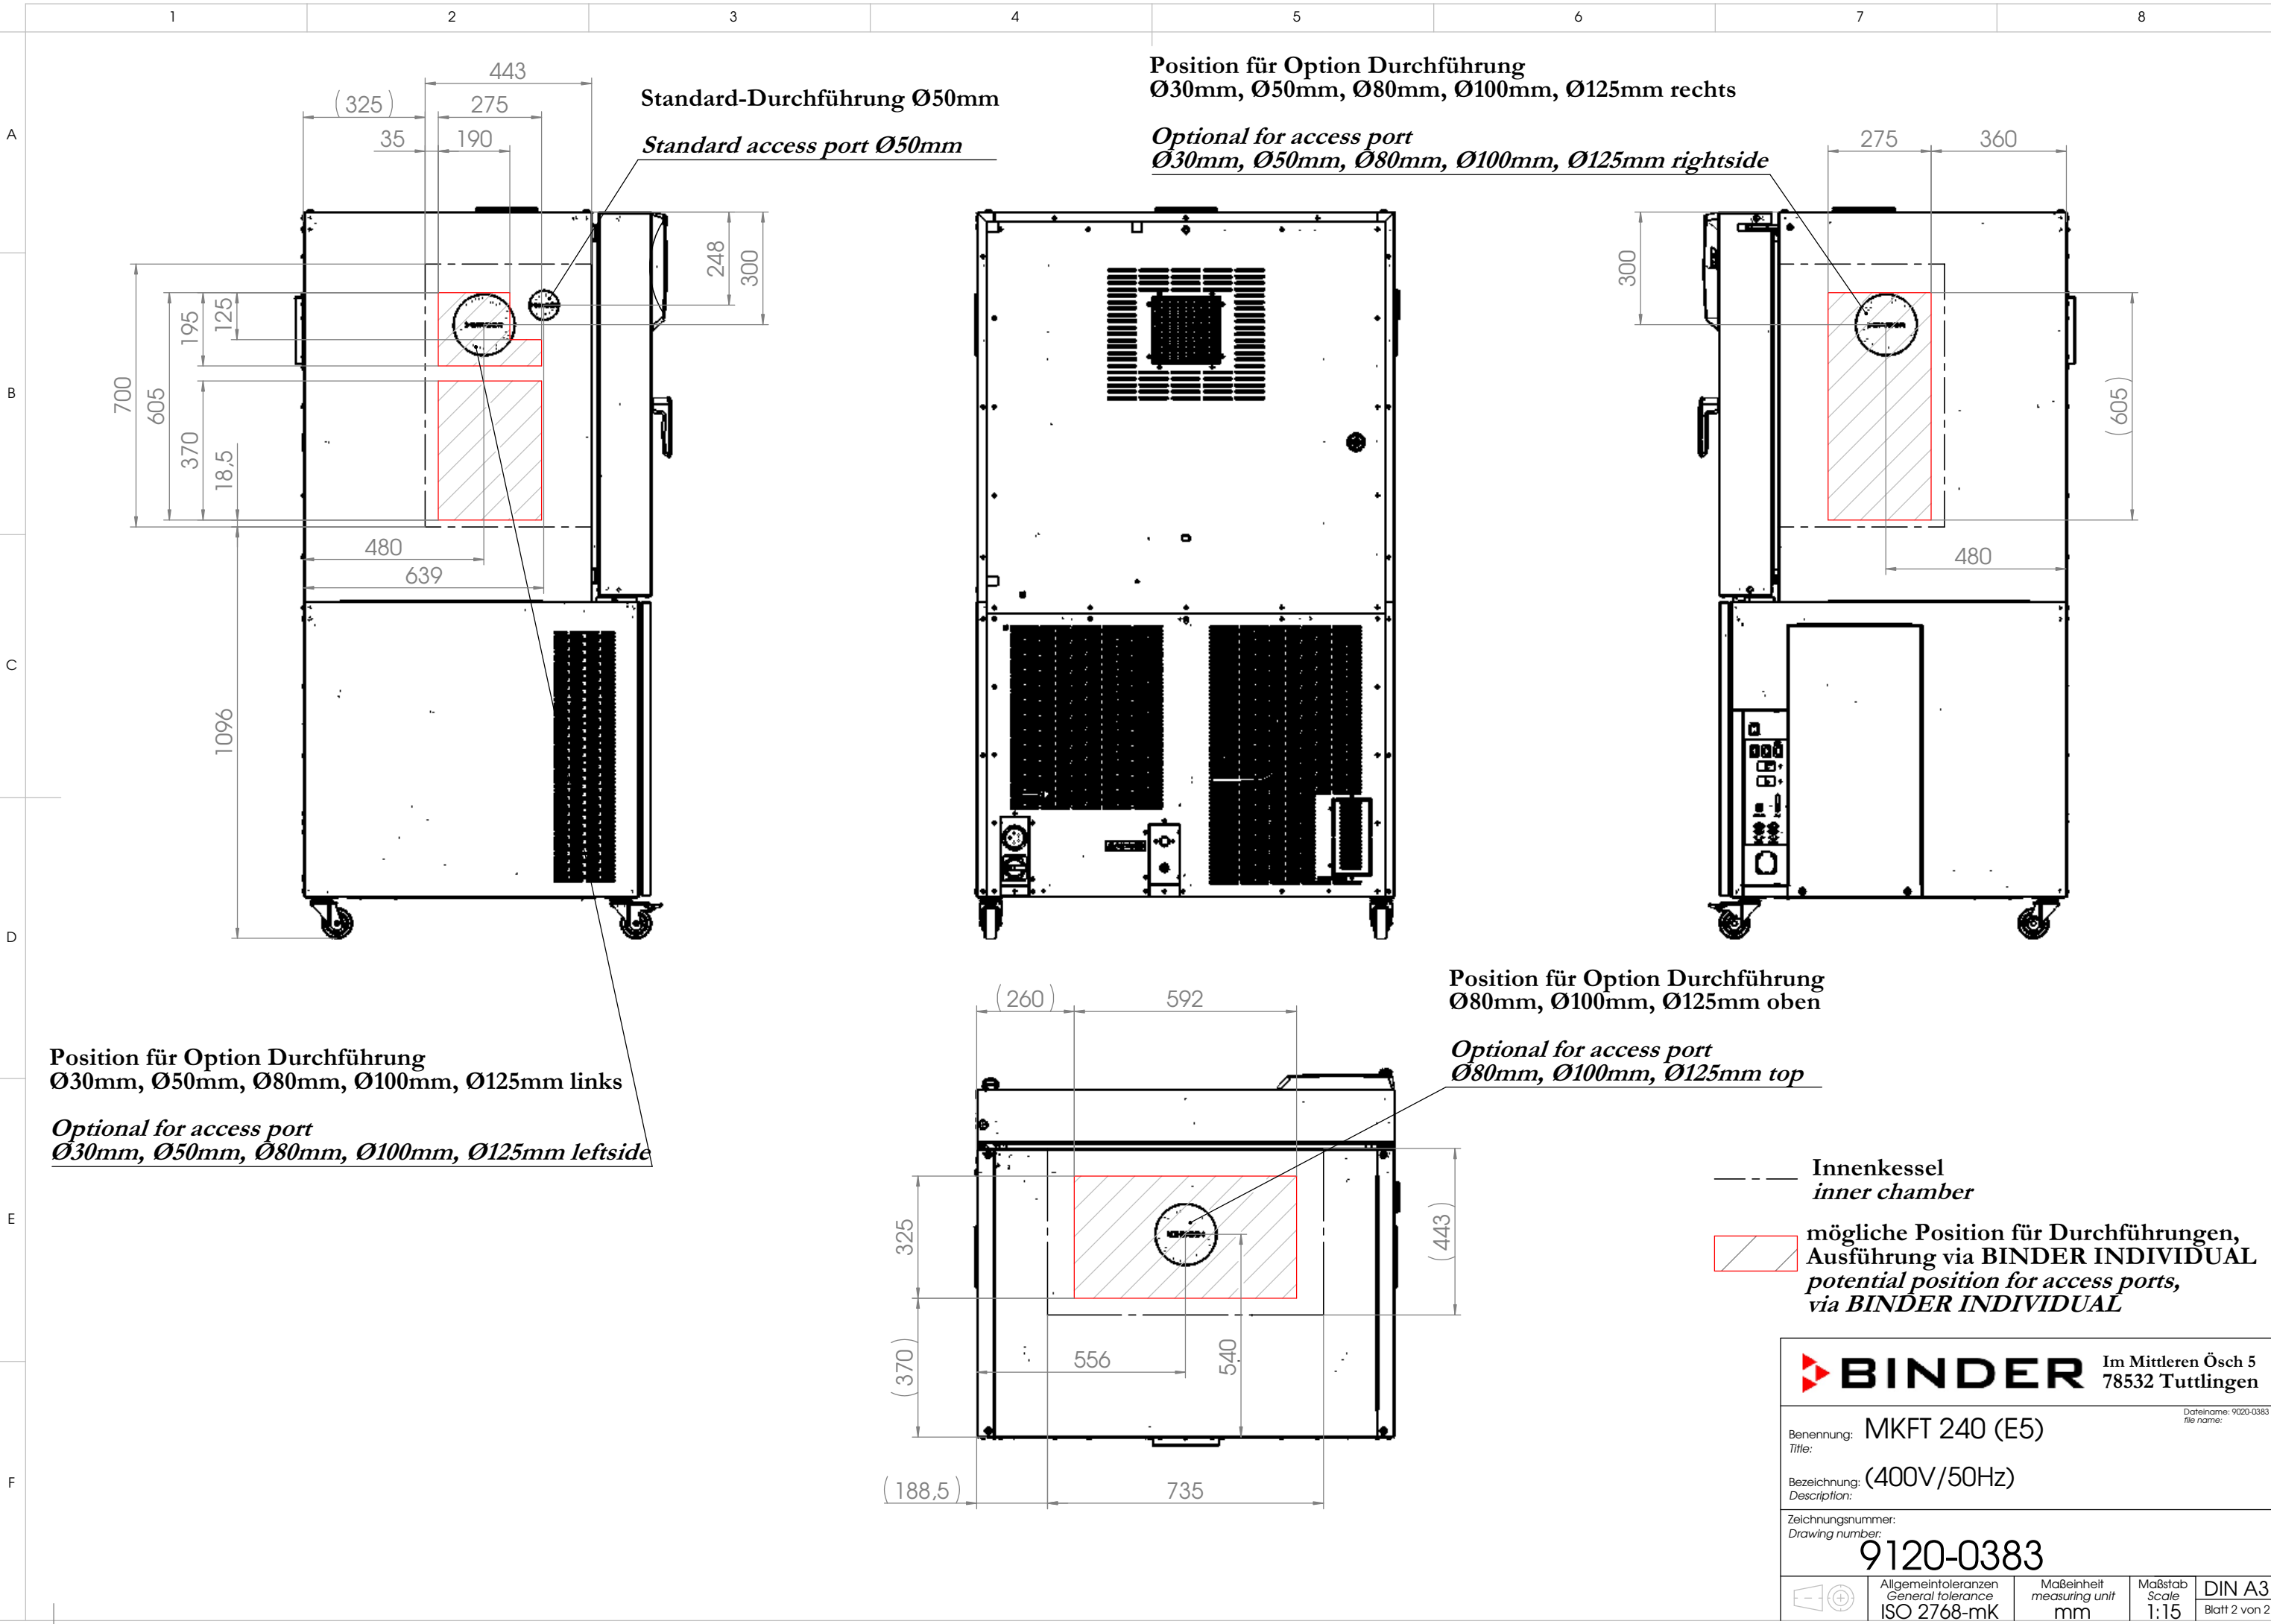 1 2 3 4 5 6 7 8
A
B
C
D
E
F
443
(325)
275
35
190
Standard-Durchführung Ø50mm
Standard access port Ø50mm
248
300
700
605
195
125
370
18,5
480
639
1096
Position für Option Durchführung
Ø30mm, Ø50mm, Ø80mm, Ø100mm, Ø125mm rechts
Optional for access port
Ø30mm, Ø50mm, Ø80mm, Ø100mm, Ø125mm rightside
275
360
300
(605)
480
Position für Option Durchführung
Ø30mm, Ø50mm, Ø80mm, Ø100mm, Ø125mm links
Optional for access port
Ø30mm, Ø50mm, Ø80mm, Ø100mm, Ø125mm leftside
(260)
592
Position für Option Durchführung
Ø80mm, Ø100mm, Ø125mm oben
Optional for access port
Ø80mm, Ø100mm, Ø125mm top
325
(370)
(443)
556
540
(188,5)
735
Innenkessel
inner chamber
mögliche Position für Durchführungen,
Ausführung via BINDER INDIVIDUAL
potential position for access ports,
via BINDER INDIVIDUAL
BINDER
Im Mittleren Ösch 5
78532 Tuttlingen
Dateiname: 9020-0383
file name:
Benennung: MKFT 240 (E5)
Title:
Bezeichnung: (400V/50Hz)
Description:
Zeichnungsnummer:
Drawing number:
9120-0383
Allgemeintoleranzen
General tolerance
ISO 2768-mK
Maßeinheit
measuring unit
mm
Maßstab
Scale
1:15
DIN A3
Blatt 2 von 2